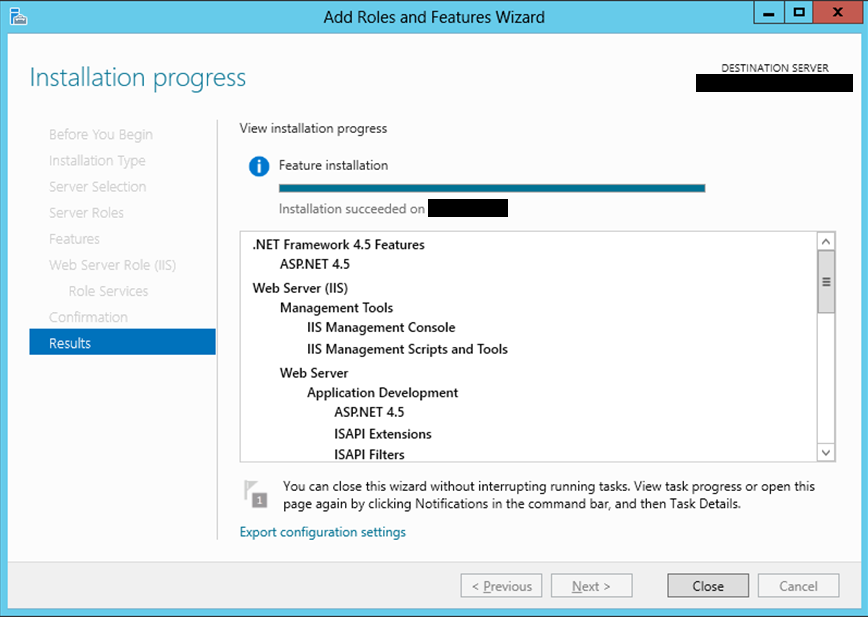 Add Roles and Features Wizard
Installation progress
DESTINATION SERVER
Before You Begin
Installation Type
Server Selection
Server Roles
Features
Web Server Role (IIS)
Role Services
Confirmation
Results
View installation progress
Feature installation
Installation succeeded on
.NET Framework 4.5 Features
ASP.NET 4.5
Web Server (IIS)
Management Tools
IIS Management Console
IIS Management Scripts and Tools
Web Server
Application Development
ASP.NET 4.5
ISAPI Extensions
ISAPI Filters
1
You can close this wizard without interrupting running tasks. View task progress or open this
page again by clicking Notifications in the command bar, and then Task Details.
Export configuration settings
< Previous
Next >
Close
Cancel